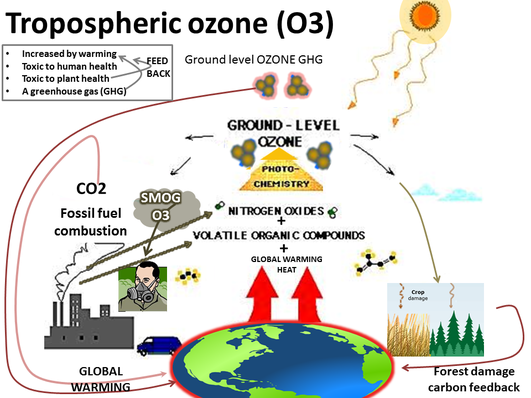 Tropospheric ozone (O3)
• Increased by warming
• Toxic to human health
• Toxic to plant health
• A greenhouse gas (GHG)
FEED
BACK
Ground level OZONE GHG
GROUND - LEVEL
OZONE
PHOTO-
CHEMISTRY
CO2
Fossil fuel
combustion
SMOG
O3
NITROGEN OXIDES
+
VOLATILE ORGANIC COMPOUNDS
+
GLOBAL WARMING
HEAT
Crop
damage
GLOBAL
WARMING
Forest damage
carbon feedback